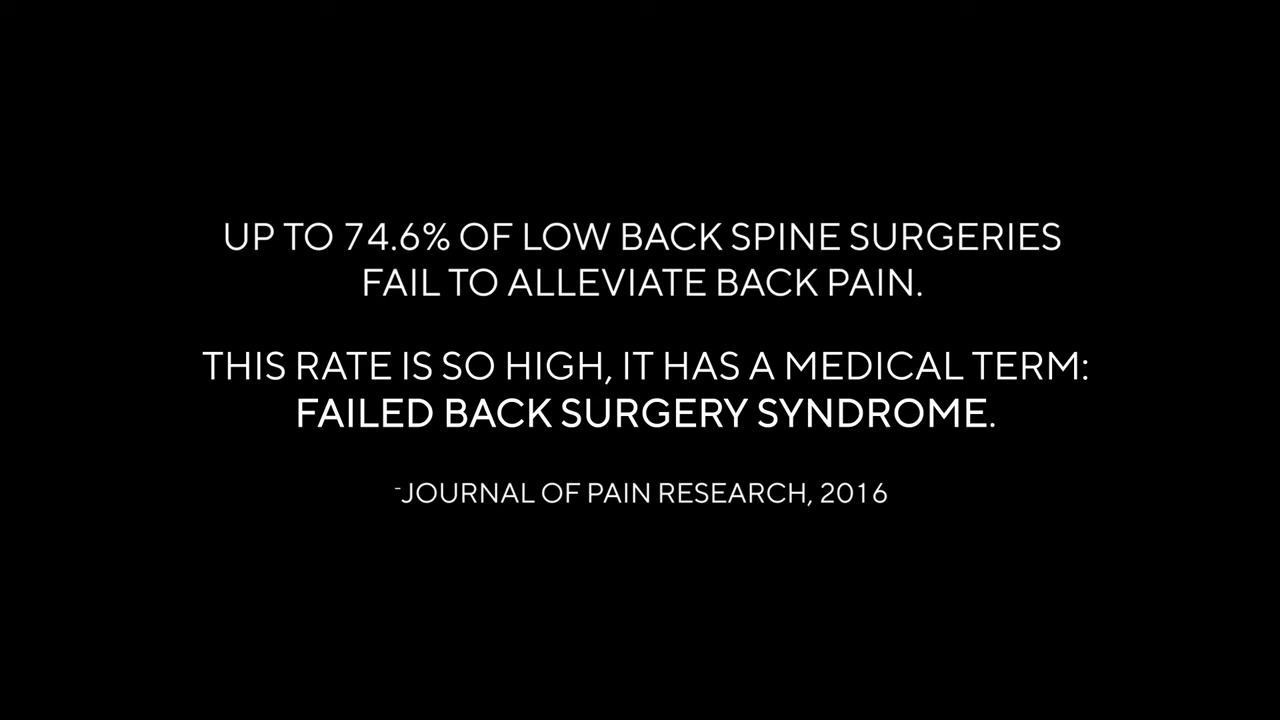 UP TO 74.6% OF LOW BACK SPINE SURGERIES
FAIL TO ALLEVIATE BACK PAIN.
THIS RATE IS SO HIGH, IT HAS A MEDICAL TERM:
FAILED BACK SURGERY SYNDROME.
-JOURNAL OF PAIN RESEARCH, 2016